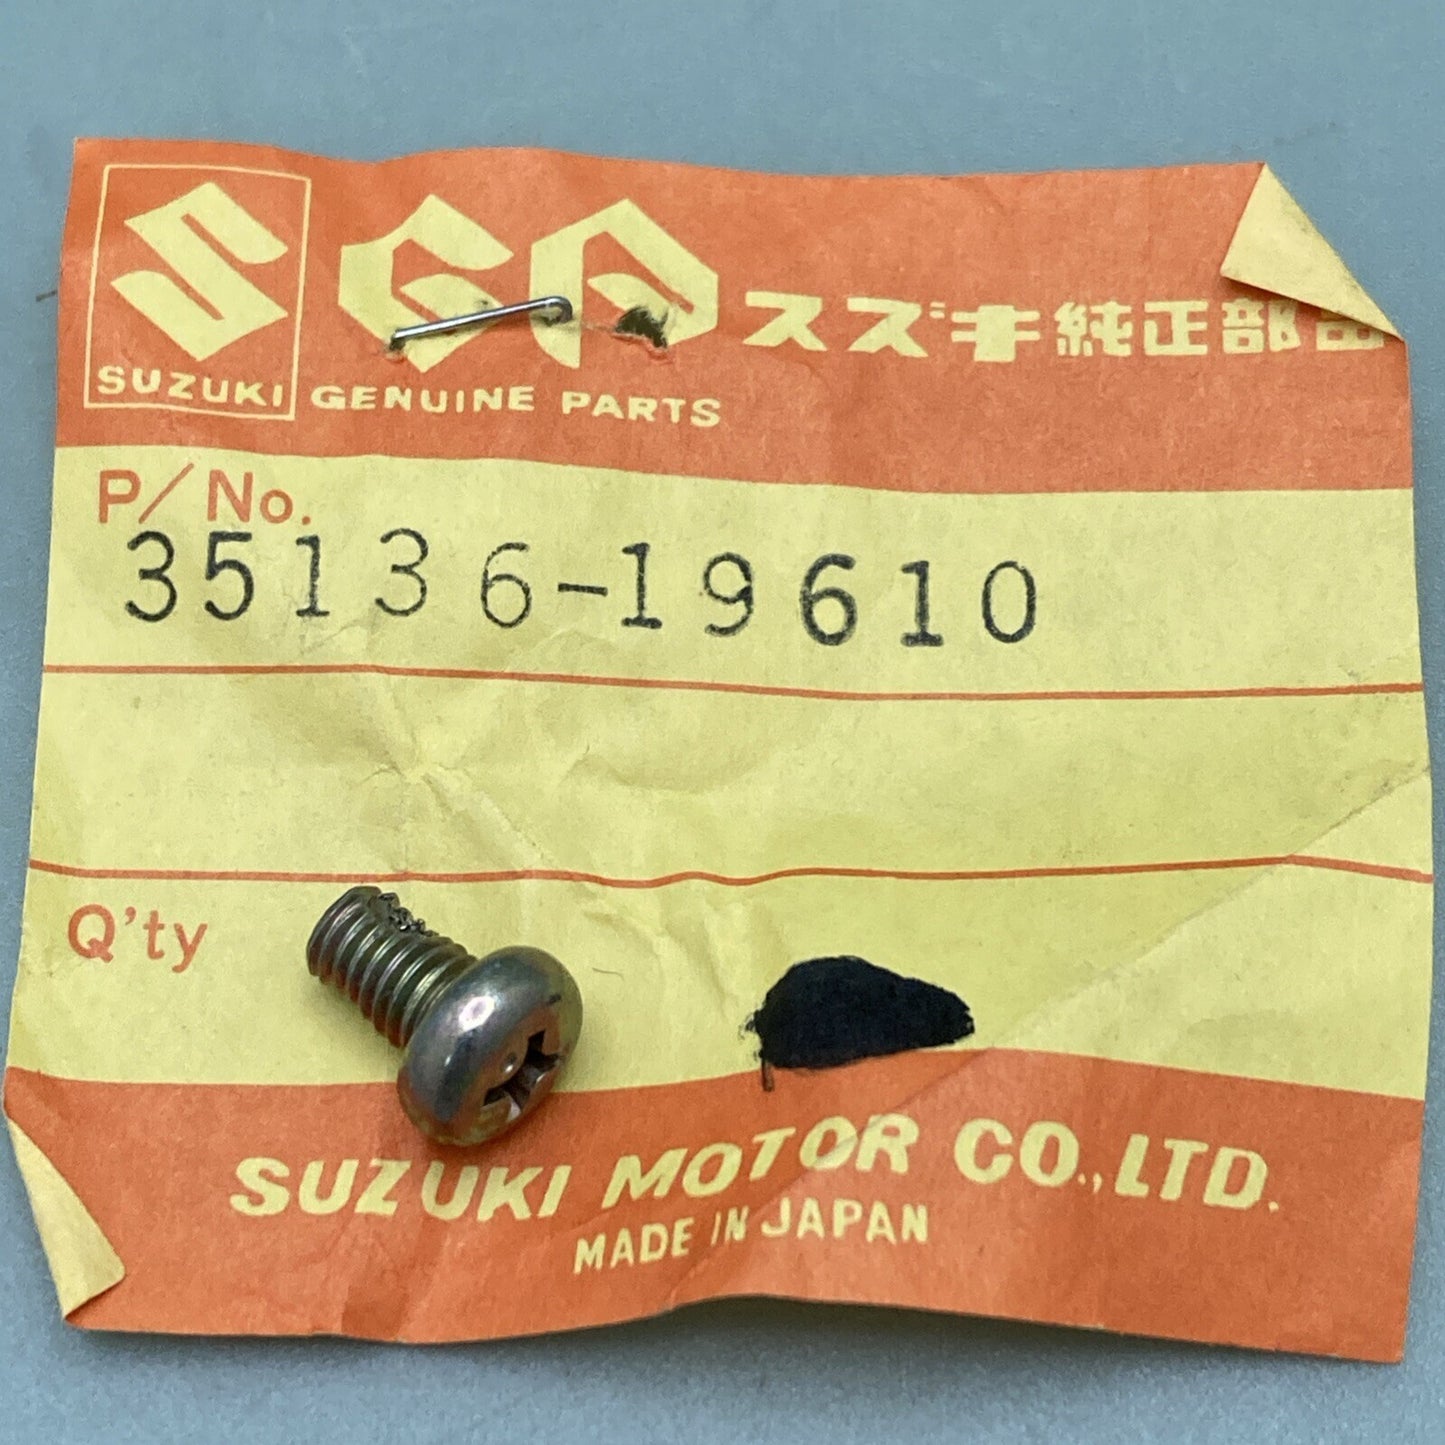 SGP スズキ純正部品
SUZUKI GENUINE PARTS
P/No.
35136-19610
Q'ty
SUZUKI MOTOR CO.,LTD.
MADE IN JAPAN